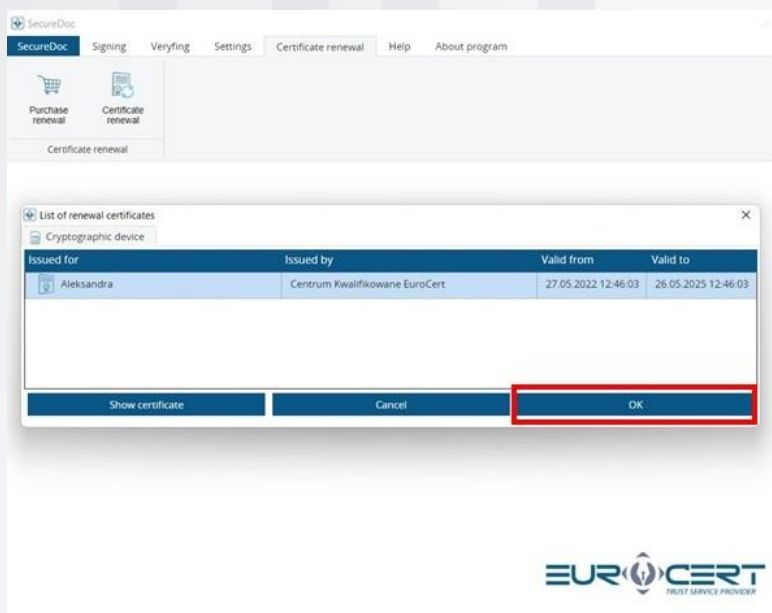 SecureDoc
SecureDoc Signing Veryfing Settings Certificate renewal Help About program
Purchase renewal
Certificate renewal
Certificate renewal
List of renewal certificates
Cryptographic device
Issued for Issued by Valid from Valid to
Aleksandra Centrum Kwalifikowane EuroCert 27.05.2022 12:46:03 26.05.2025 12:46:03
Show certificate Cancel OK
EUROCERT
TRUST SERVICE PROVIDER